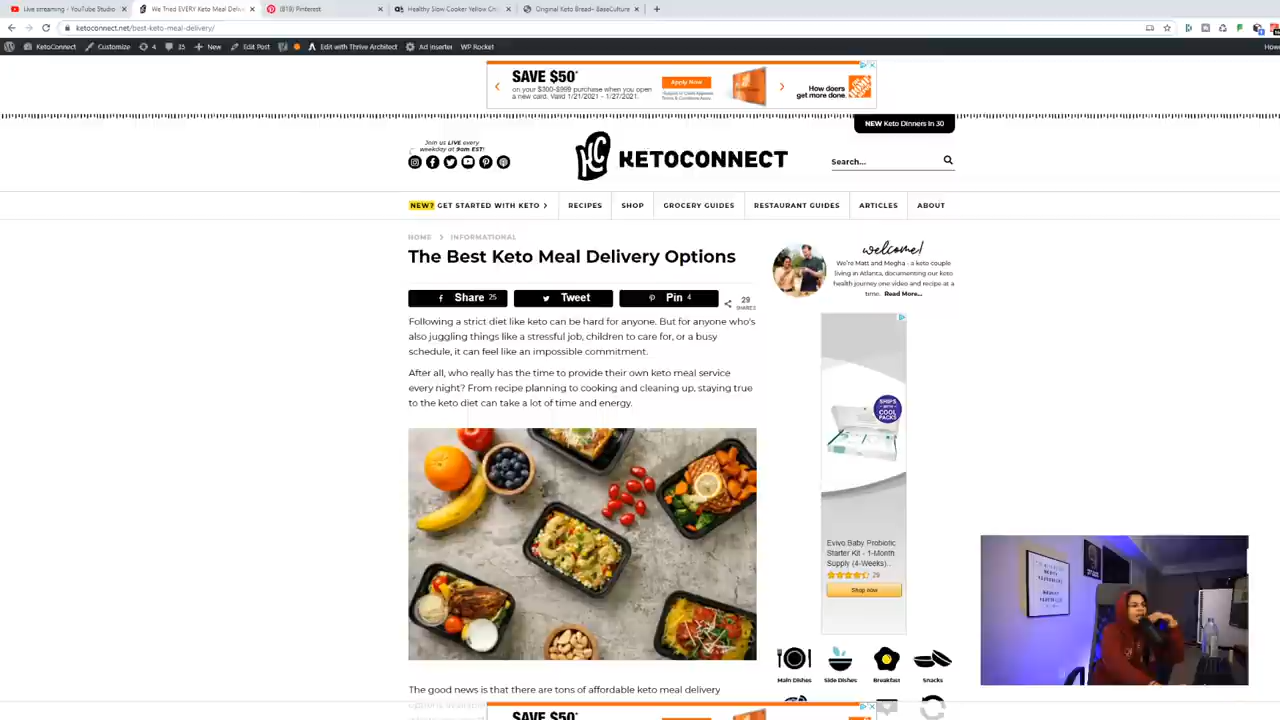 Live streaming - YouTube Studio
We Tried EVERY Keto Meal Deliv
(818) Pinterest
Healthy Slow Cooker Yellow Ch
Original Keto Bread– BaseCulture
ketoconnect.net/best-keto-meal-delivery/
KetoConnect
Customize
4
New
Edit Post
Edit with Thrive Architect
Ad Inserter
WP Rocket
How
SAVE $50*
on your $300-$999 purchase when you open
a new card. Valid 1/21/2021 - 1/27/2021
Apply Now
How doers
get more done.
NEW Keto Dinners In 30
Join us LIVE every
weekday at 9am EST!
KC KETOCONNECT
Search...
NEW? GET STARTED WITH KETO
RECIPES
SHOP
GROCERY GUIDES
RESTAURANT GUIDES
ARTICLES
ABOUT
HOME
INFORMATIONAL
The Best Keto Meal Delivery Options
Share 25
Tweet
Pin 4
29
SHARES
Following a strict diet like keto can be hard for anyone. But for anyone who's
also juggling things like a stressful job, children to care for, or a busy
schedule, it can feel like an impossible commitment.
After all, who really has the time to provide their own keto meal service
every night? From recipe planning to cooking and cleaning up, staying true
to the keto diet can take a lot of time and energy.
The good news is that there are tons of affordable keto meal delivery
welcome!
We're Matt and Megha - a keto couple
living in Atlanta, documenting our keto
health journey one video and recipe at a
time. Read More...
SHIPS
WITH
COOL
PACKS
Evivo Baby Probiotic
Starter Kit - 1-Month
Supply (4-Weeks)...
29
Shop now
Main Dishes
Side Dishes
Breakfast
Snacks
SAVE $50*
How doers